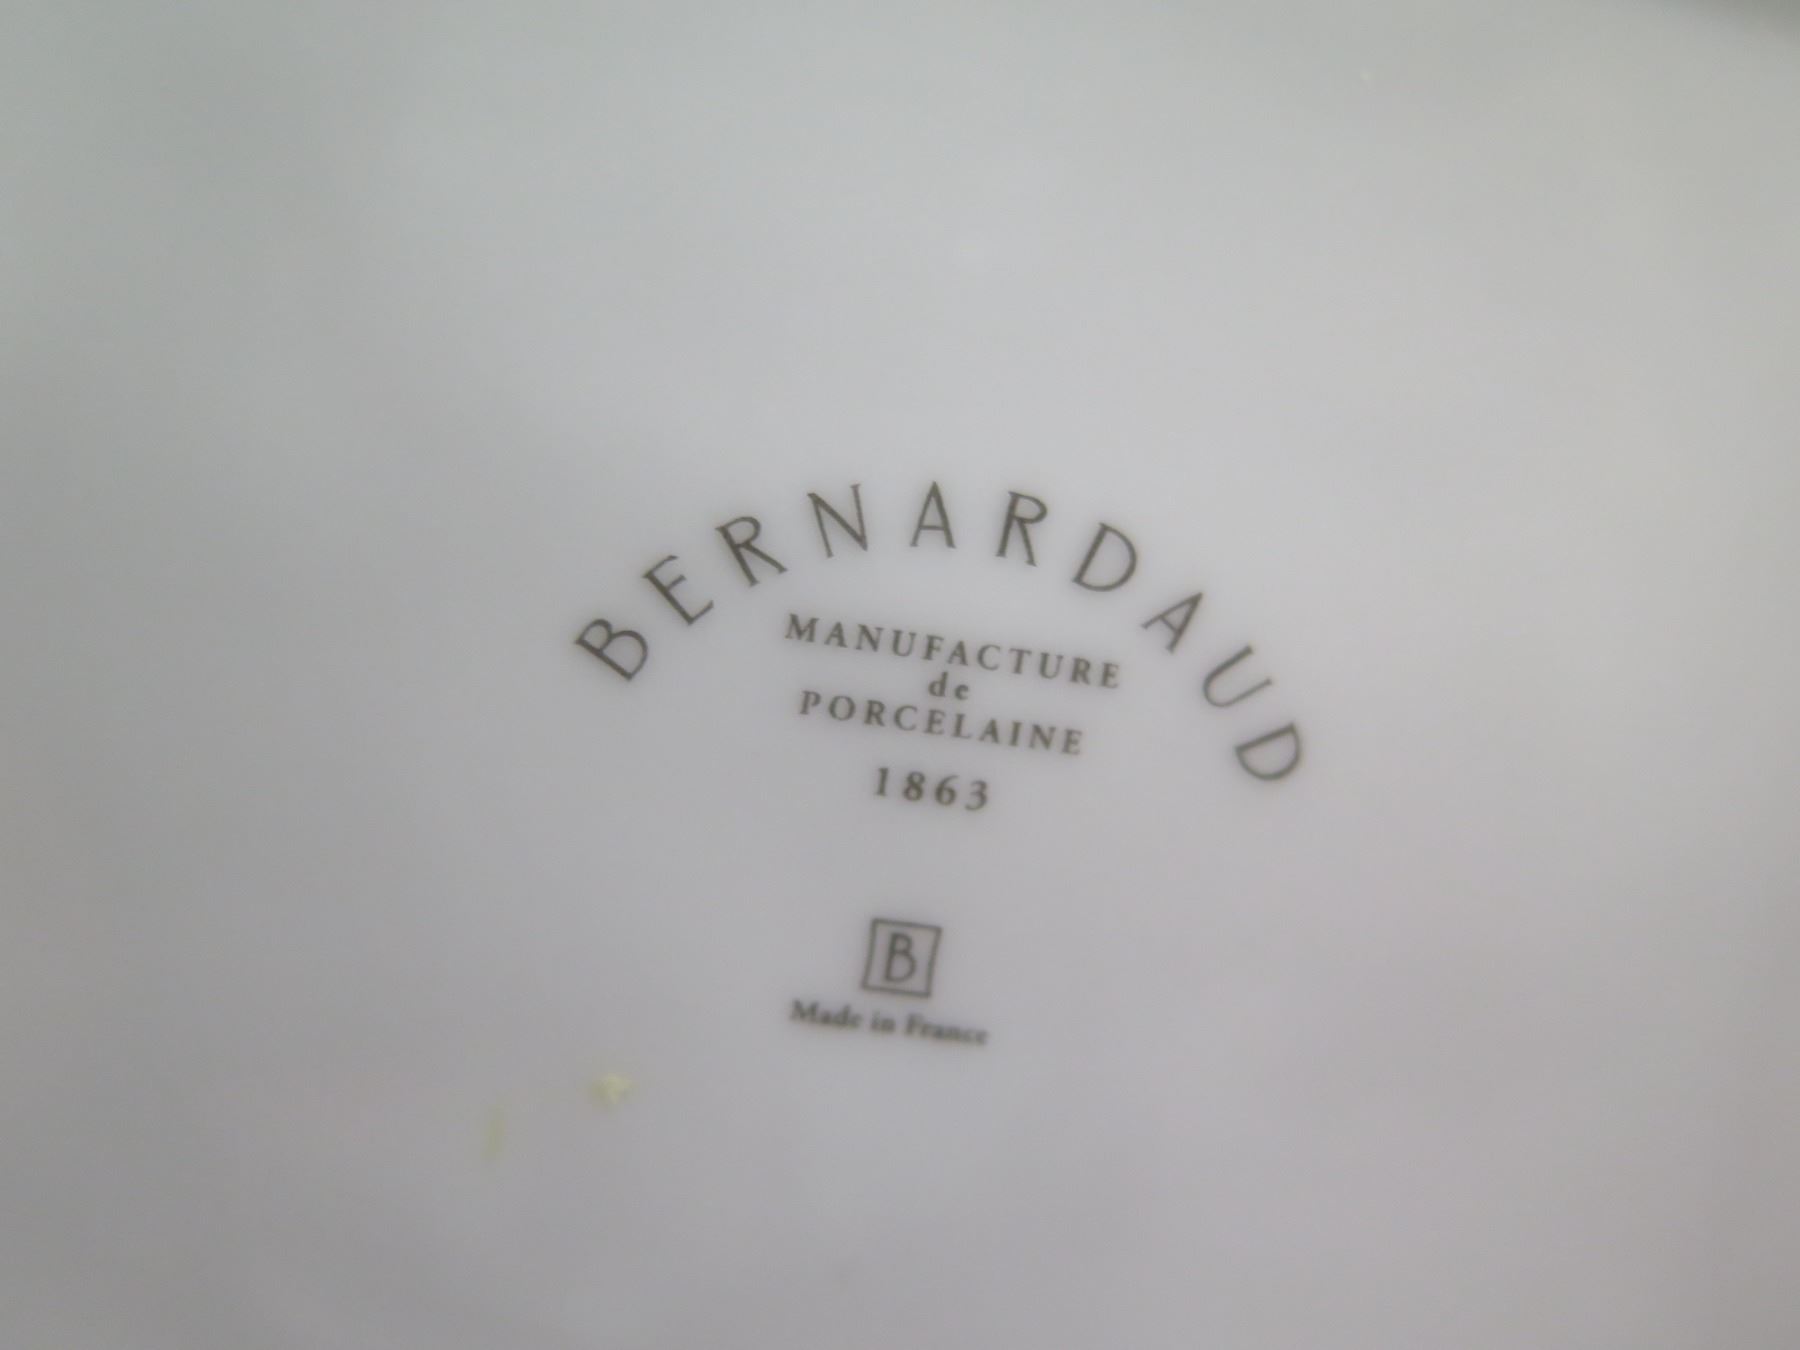 BERNARDAUD
MANUFACTURE
de
PORCELAINE
1863
B
Made in France